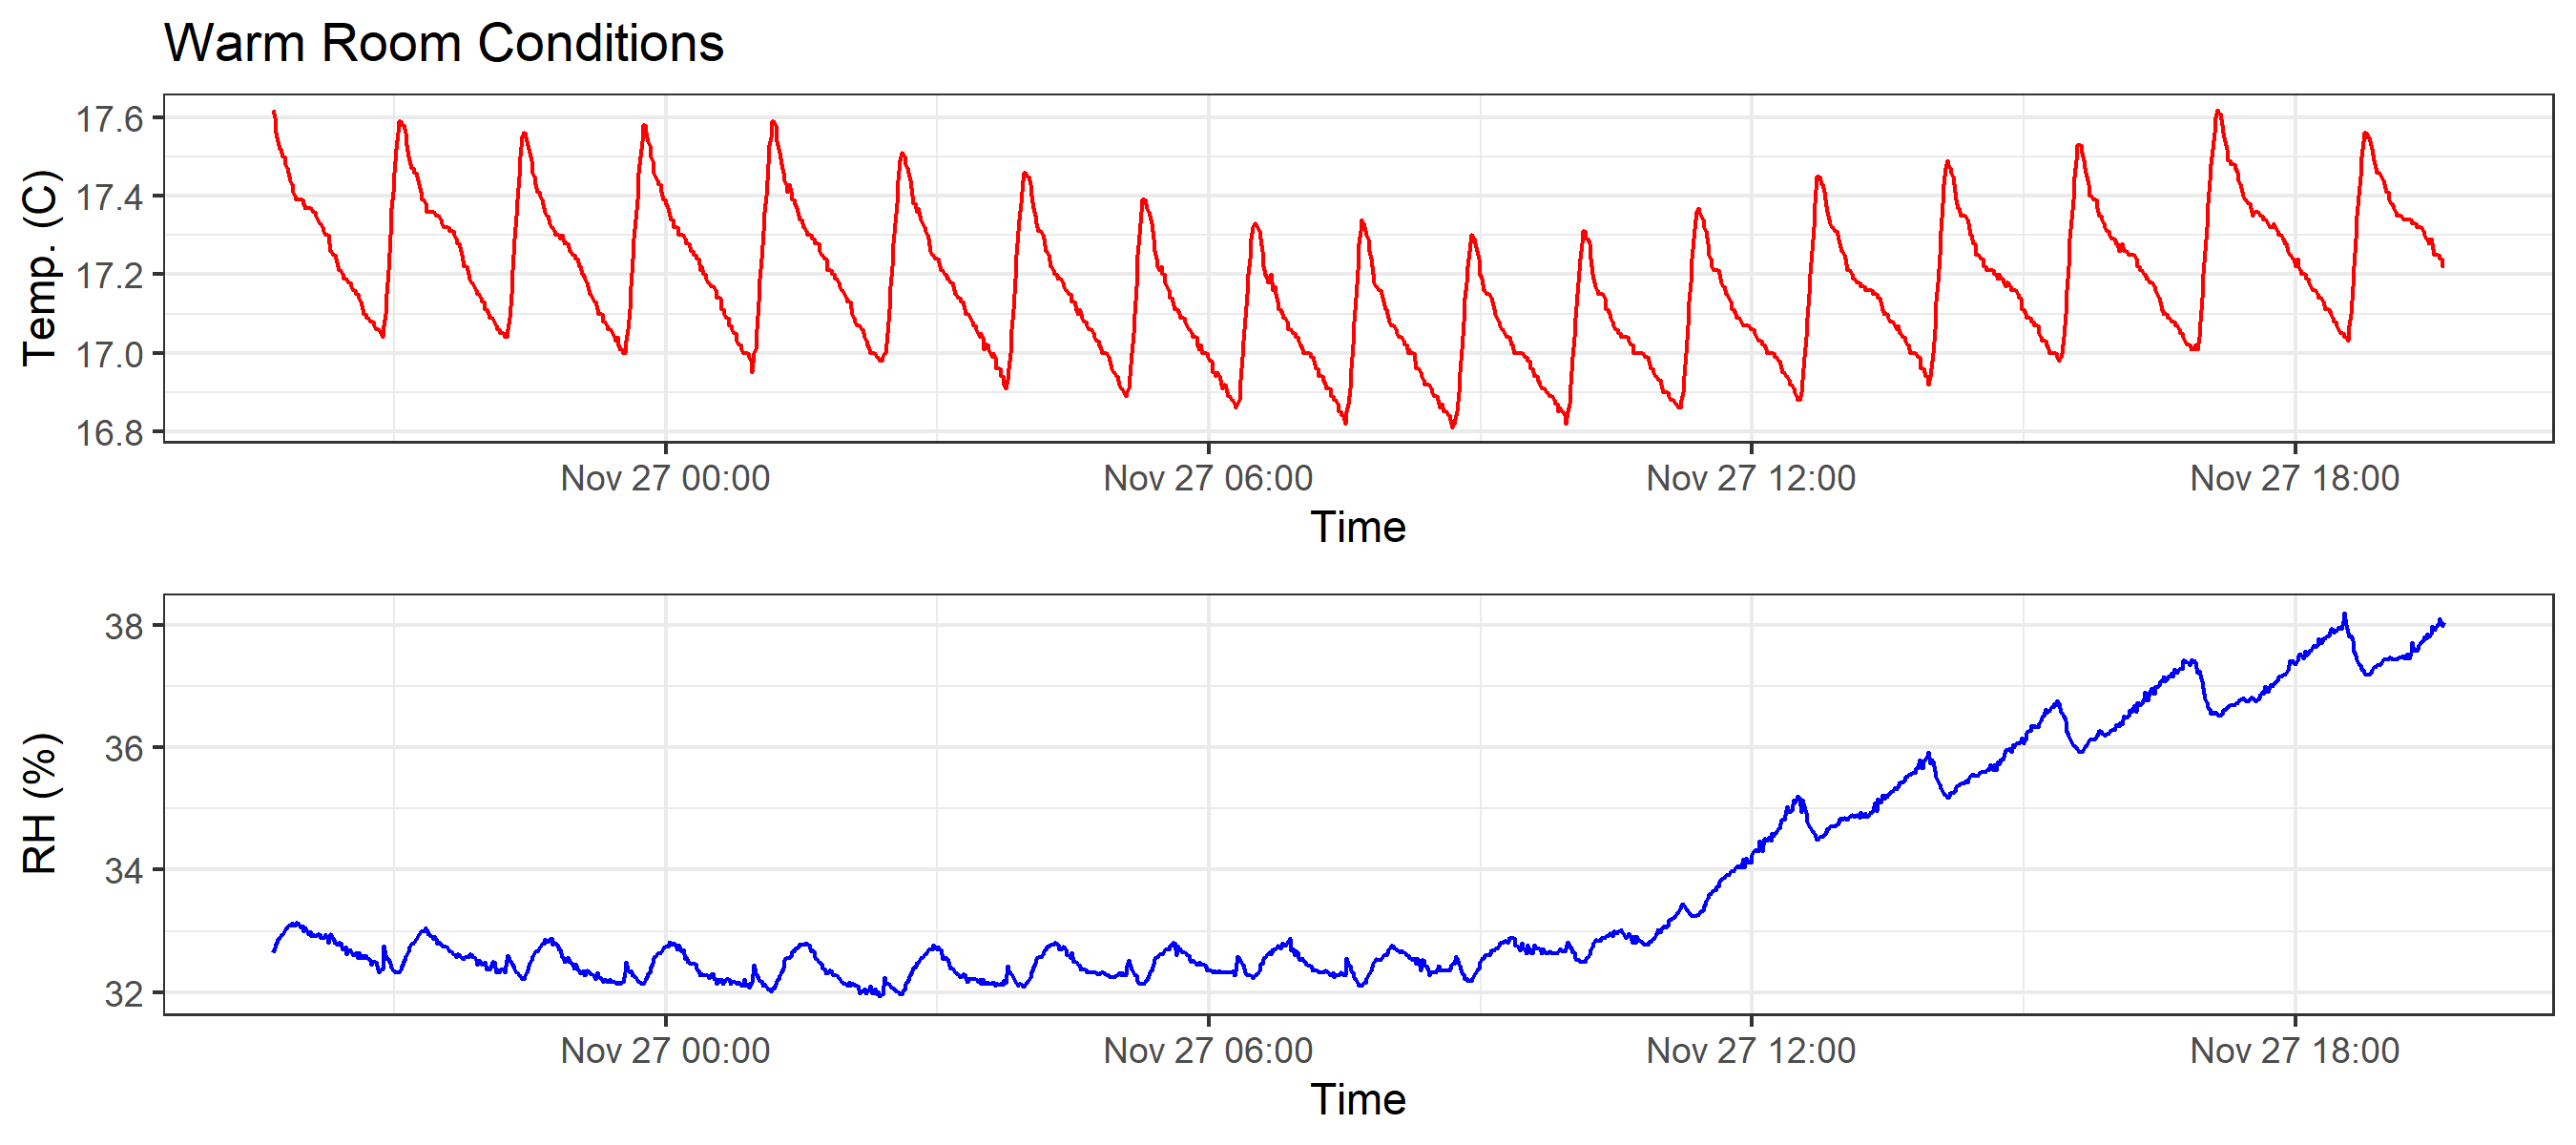 Warm Room Conditions
Temp. (C)
17.6
17.4
17.2
17.0
16.8
Nov 27 00:00 Nov 27 06:00 Nov 27 12:00 Nov 27 18:00
Time
RH (%)
38
36
34
32
Nov 27 00:00 Nov 27 06:00 Nov 27 12:00 Nov 27 18:00
Time